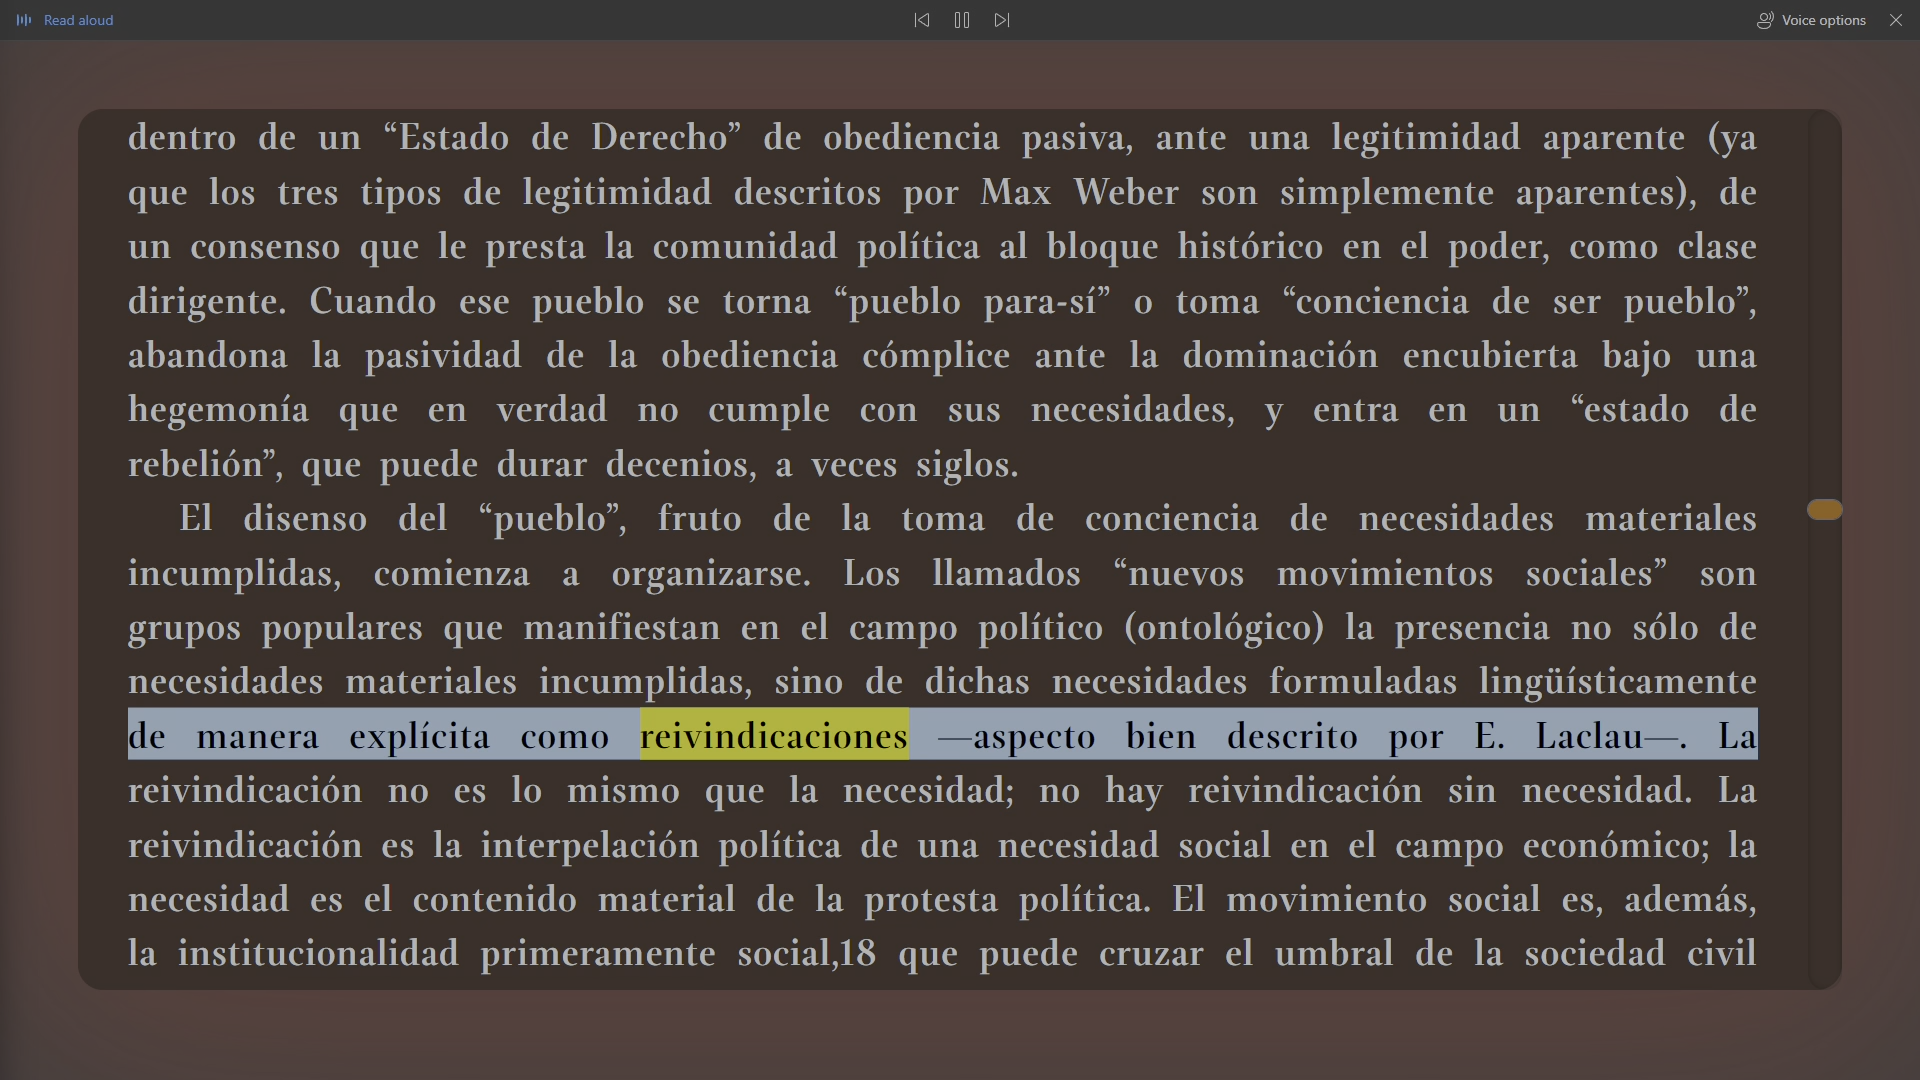 Read aloud
Voice options
dentro de un “Estado de Derecho” de obediencia pasiva, ante una legitimidad aparente (ya
que los tres tipos de legitimidad descritos por Max Weber son simplemente aparentes), de
un consenso que le presta la comunidad política al bloque histórico en el poder, como clase
dirigente. Cuando ese pueblo se torna “pueblo para-sí” o toma “conciencia de ser pueblo”,
abandona la pasividad de la obediencia cómplice ante la dominación encubierta bajo una
hegemonía que en verdad no cumple con sus necesidades, y entra en un “estado de
rebelión”, que puede durar decenios, a veces siglos.
El disenso del “pueblo”, fruto de la toma de conciencia de necesidades materiales
incumplidas, comienza a organizarse. Los llamados “nuevos movimientos sociales” son
grupos populares que manifiestan en el campo político (ontológico) la presencia no sólo de
necesidades materiales incumplidas, sino de dichas necesidades formuladas lingüísticamente
de manera explícita como reivindicaciones —aspecto bien descrito por E. Laclau—. La
reivindicación no es lo mismo que la necesidad; no hay reivindicación sin necesidad. La
reivindicación es la interpelación política de una necesidad social en el campo económico; la
necesidad es el contenido material de la protesta política. El movimiento social es, además,
la institucionalidad primeramente social,18 que puede cruzar el umbral de la sociedad civil